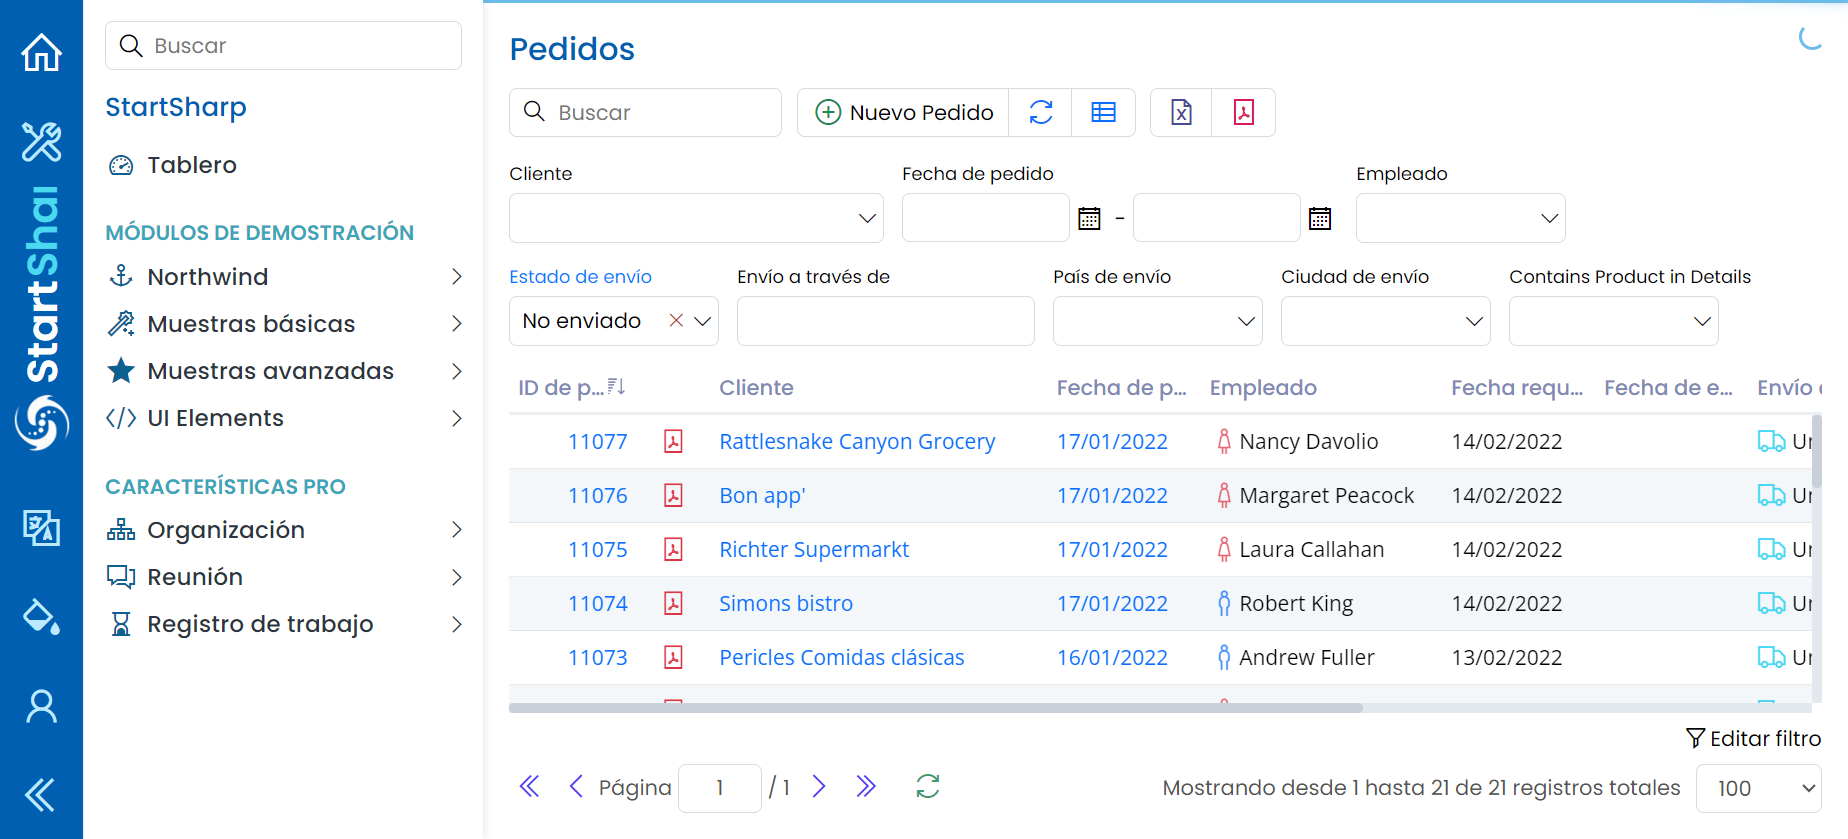 StartShar
Buscar
StartSharp
Tablero
MÓDULOS DE DEMOSTRACIÓN
Northwind
Muestras básicas
Muestras avanzadas
UI Elements
CARACTERÍSTICAS PRO
Organización
Reunión
Registro de trabajo
Pedidos
Buscar
Nuevo Pedido
Cliente
Fecha de pedido
Empleado
-
Estado de envío
Envío a través de
País de envío
Ciudad de envío
Contains Product in Details
No enviado
ID de p... Cliente Fecha de p... Empleado Fecha requ... Fecha de e... Envío
11077 Rattlesnake Canyon Grocery 17/01/2022 Nancy Davolio 14/02/2022
11076 Bon app' 17/01/2022 Margaret Peacock 14/02/2022
11075 Richter Supermarkt 17/01/2022 Laura Callahan 14/02/2022
11074 Simons bistro 17/01/2022 Robert King 14/02/2022
11073 Pericles Comidas clásicas 16/01/2022 Andrew Fuller 13/02/2022
Editar filtro
Página 1 / 1
Mostrando desde 1 hasta 21 de 21 registros totales 100